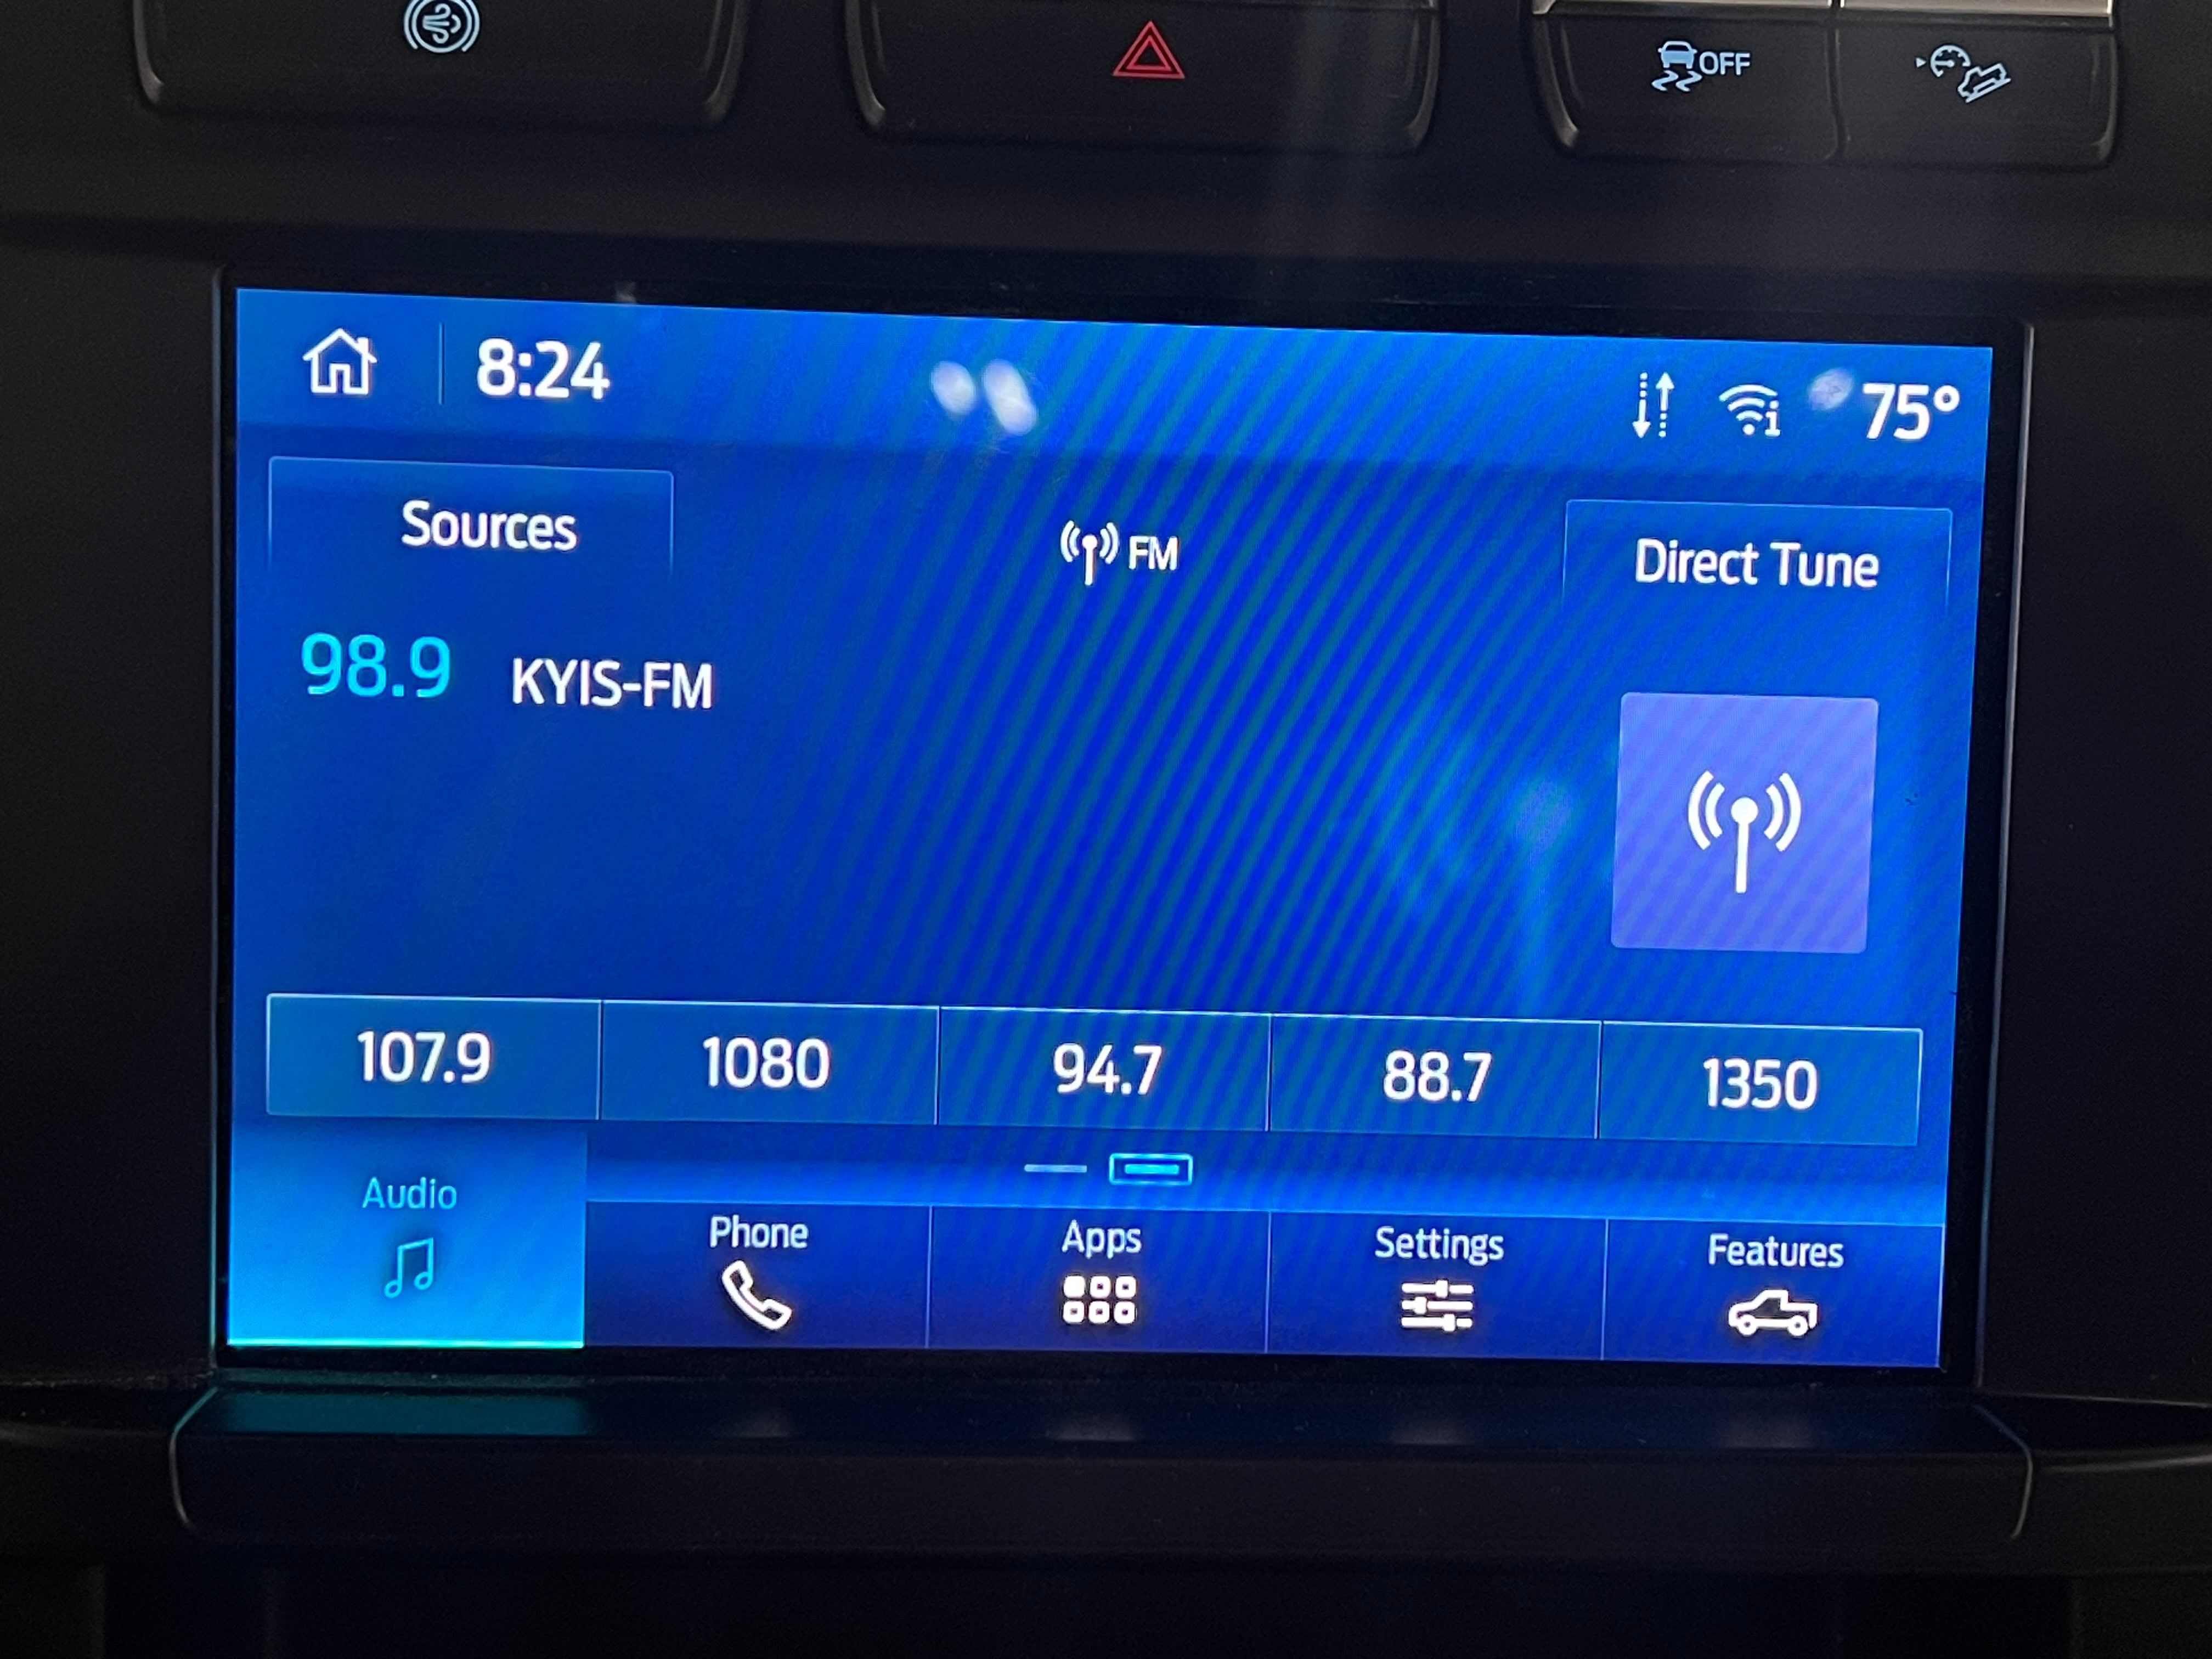 OFF
8:24
75°
Sources
FM
Direct Tune
98.9 KYIS-FM
107.9 1080 94.7 88.7 1350
Audio Phone Apps Settings Features